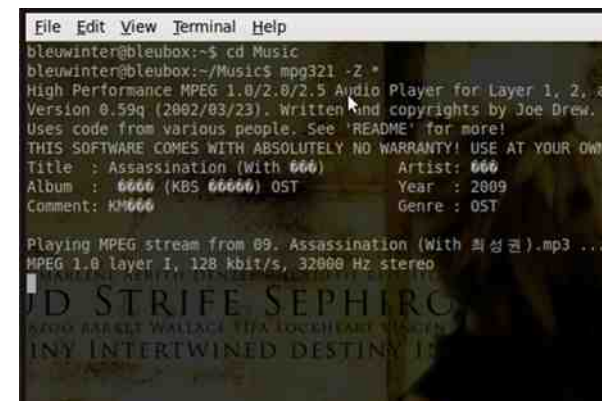 File Edit View Terminal Help
bleuwinter@bleubox:~$ cd Music
bleuwinter@bleubox:~/Music$ mpg321 -Z *
High Performance MPEG 1.0/2.0/2.5 Audio Player for Layer 1, 2, a
Version 0.59q (2002/03/23). Written and copyrights by Joe Drew.
Uses code from various people. See 'README' for more!
THIS SOFTWARE COMES WITH ABSOLUTELY NO WARRANTY! USE AT YOUR OWN
Title : Assassination (With ���) Artist: ���
Album : ���� (KBS �����) OST Year : 2009
Comment: KM��� Genre : OST
Playing MPEG stream from 09. Assassination (With 최성권).mp3 ...
MPEG 1.0 layer I, 128 kbit/s, 32000 Hz stereo
UD STRIFE SEPHIRO
BARRET WALLACE TIFA LOCKHEART VINCEN
INY INTERTWINED DESTINY I